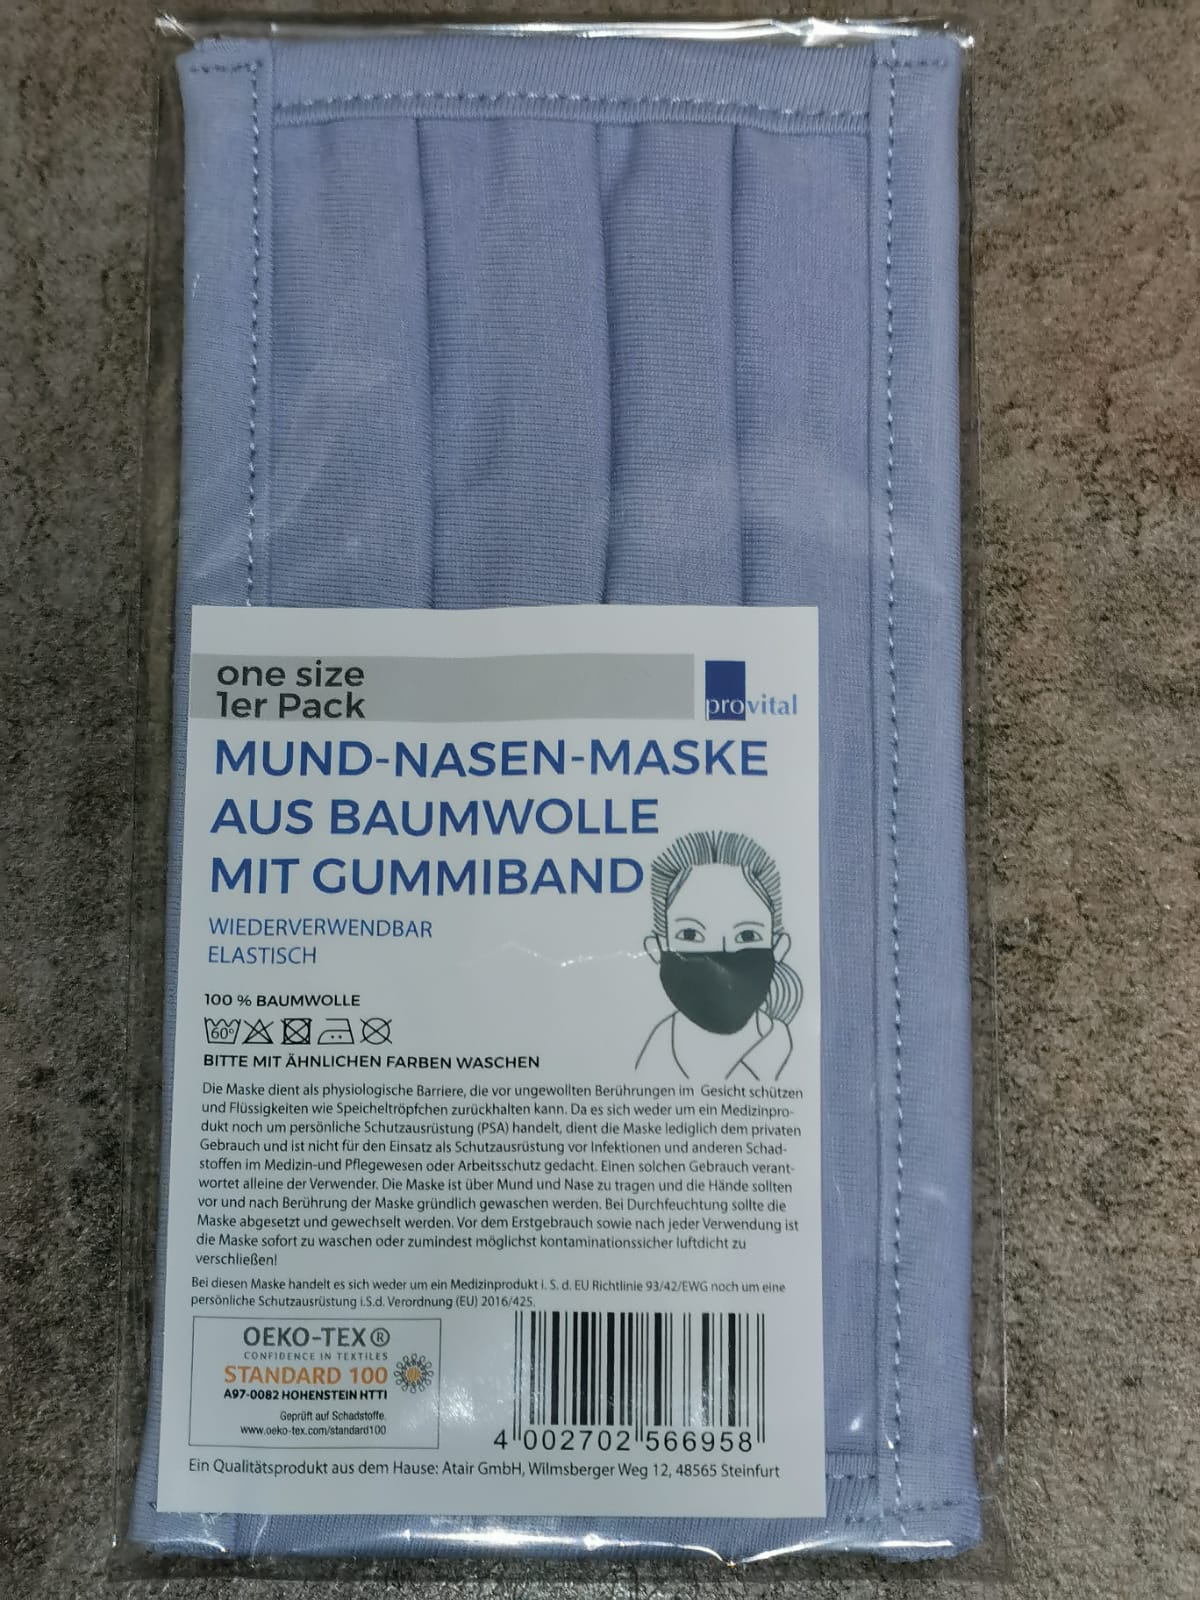 one size
1er Pack
provital
MUND-NASEN-MASKE
AUS BAUMWOLLE
MIT GUMMIBAND
WIEDERVERWENDBAR
ELASTISCH
100 % BAUMWOLLE
60°
BITTE MIT ÄHNLICHEN FARBEN WASCHEN
Die Maske dient als physiologische Barriere, die vor ungewollten Berührungen im Gesicht schützen
und Flüssigkeiten wie Speicheltröpfchen zurückhalten kann. Da es sich weder um ein Medizinpro-
dukt noch um persönliche Schutzausrüstung (PSA) handelt, dient die Maske lediglich dem privaten
Gebrauch und ist nicht für den Einsatz als Schutzausrüstung vor Infektionen und anderen Schad-
stoffen im Medizin-und Pflegewesen oder Arbeitsschutz gedacht. Einen solchen Gebrauch verant-
wortet alleine der Verwender. Die Maske ist über Mund und Nase zu tragen und die Hände sollten
vor und nach Berührung der Maske gründlich gewaschen werden. Bei Durchfeuchtung sollte die
Maske abgesetzt und gewechselt werden. Vor dem Erstgebrauch sowie nach jeder Verwendung ist
die Maske sofort zu waschen oder zumindest möglichst kontaminationssicher luftdicht zu
verschließen!
Bei diesen Maske handelt es sich weder um ein Medizinprodukt i. S. d. EU Richtlinie 93/42/EWG noch um eine
persönliche Schutzausrüstung i.S.d. Verordnung (EU) 2016/425.
OEKO-TEX®
CONFIDENCE IN TEXTILES
STANDARD 100
A97-0082 HOHENSTEIN HTTI
Geprüft auf Schadstoffe.
www.oeko-tex.com/standard100
4 002702 566958
Ein Qualitätsprodukt aus dem Hause: Atair GmbH, Wilmsberger Weg 12, 48565 Steinfurt